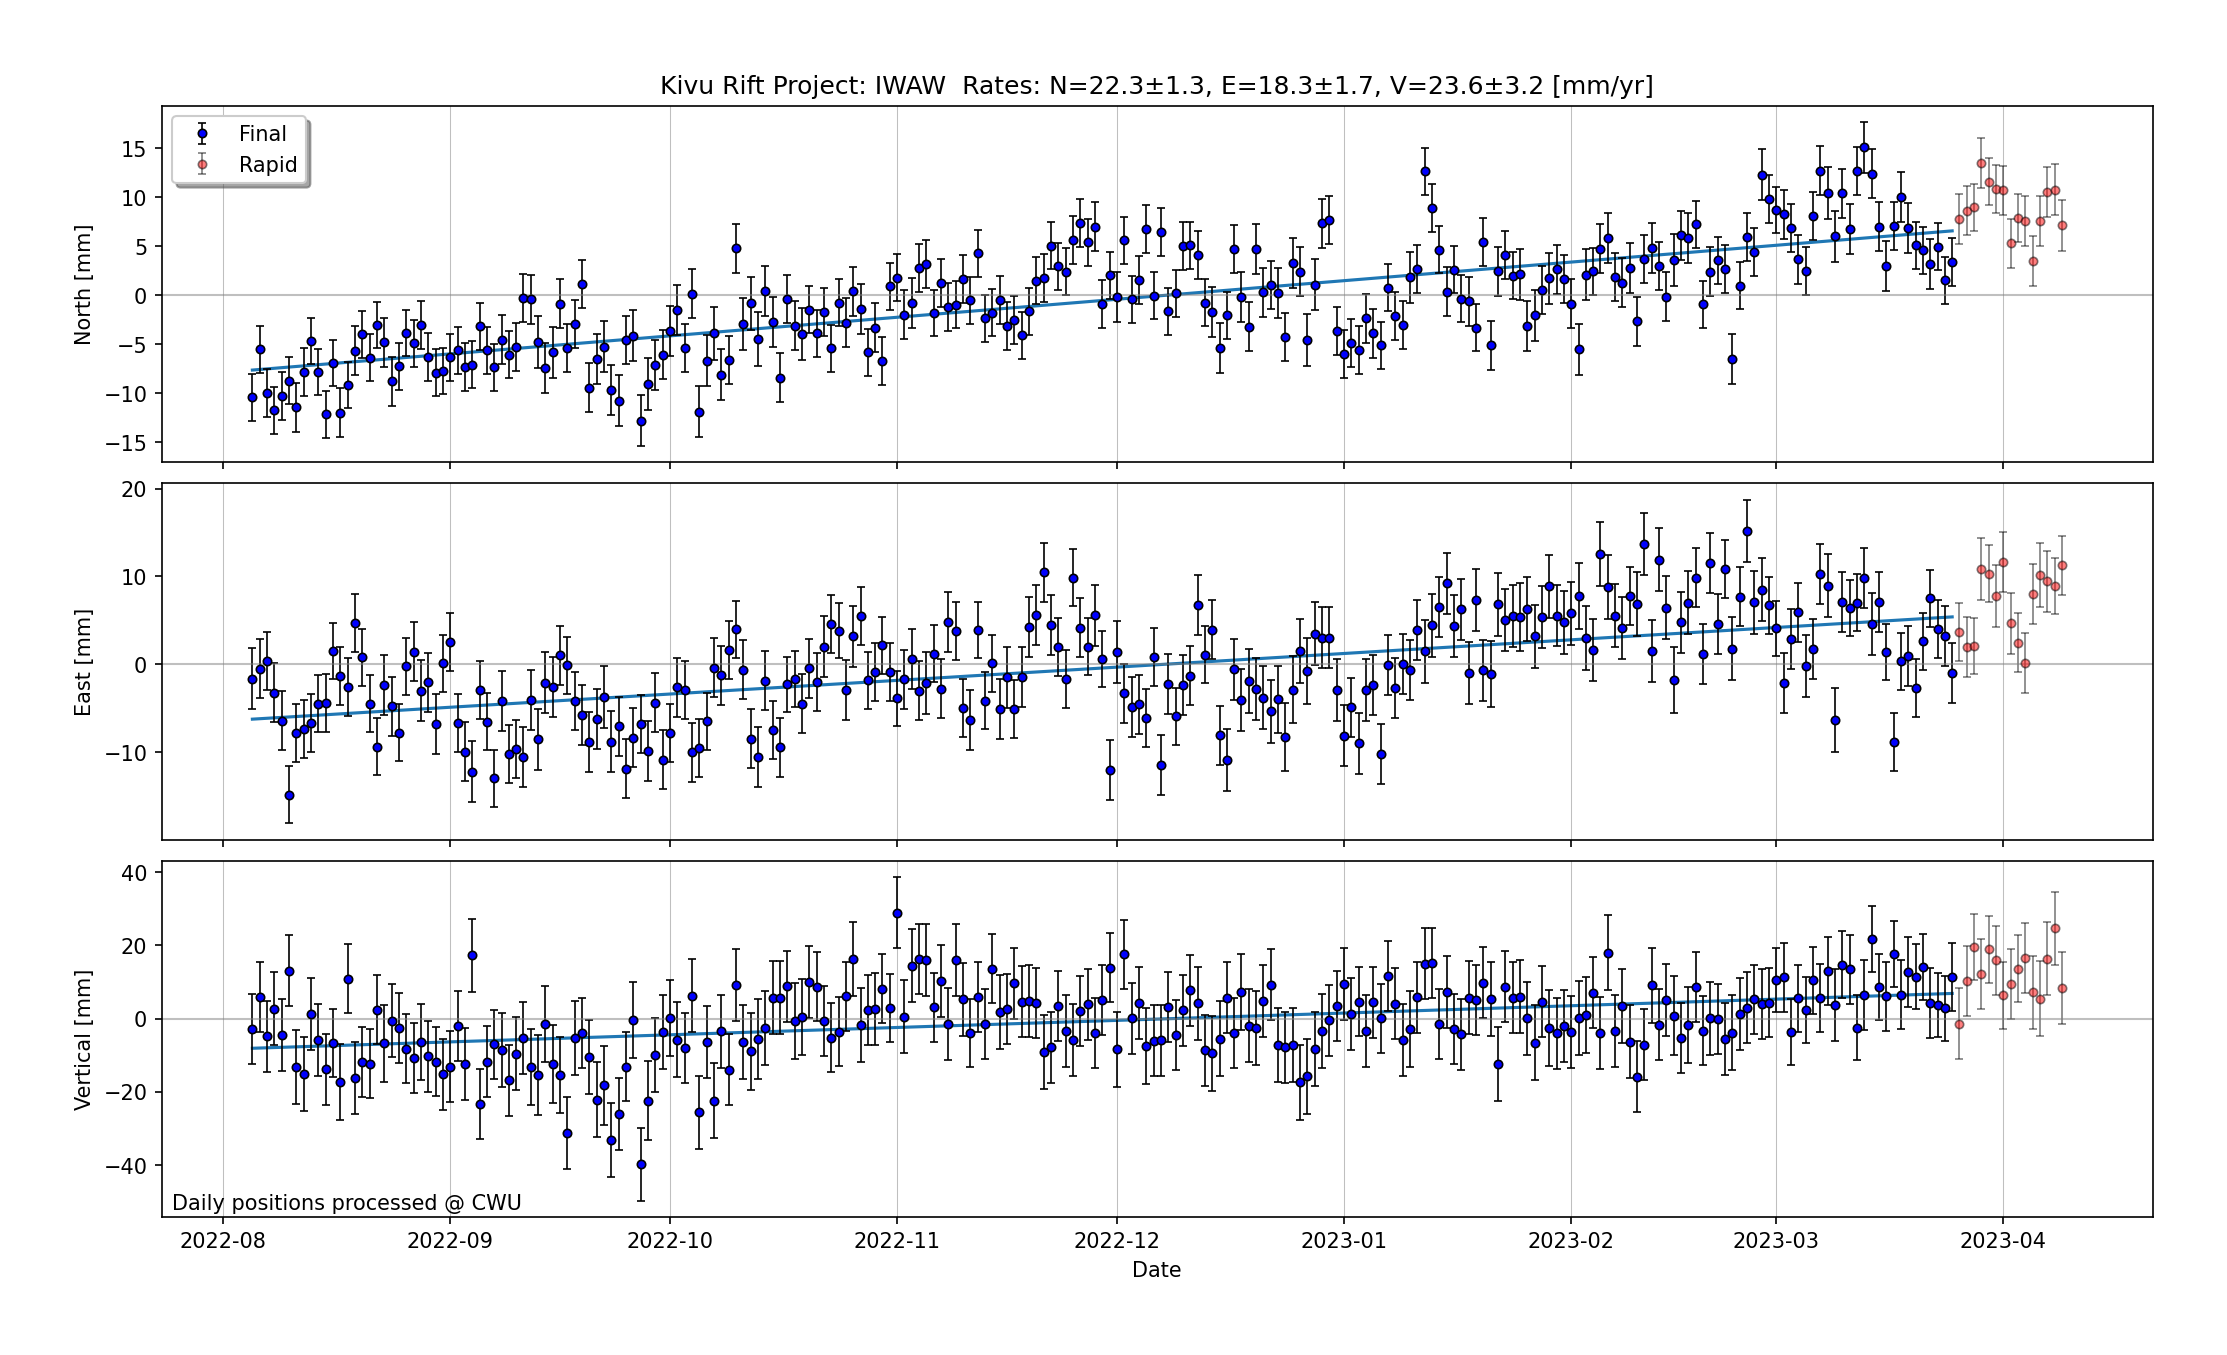 Kivu Rift Project: IWAW  Rates: N=22.3±1.3, E=18.3±1.7, V=23.6±3.2 [mm/yr]
Final
Rapid
North [mm]
15
10
5
0
−5
−10
−15
East [mm]
20
10
0
−10
Vertical [mm]
40
20
0
−20
−40
Daily positions processed @ CWU
2022-08 2022-09 2022-10 2022-11 2022-12 2023-01 2023-02 2023-03 2023-04
Date